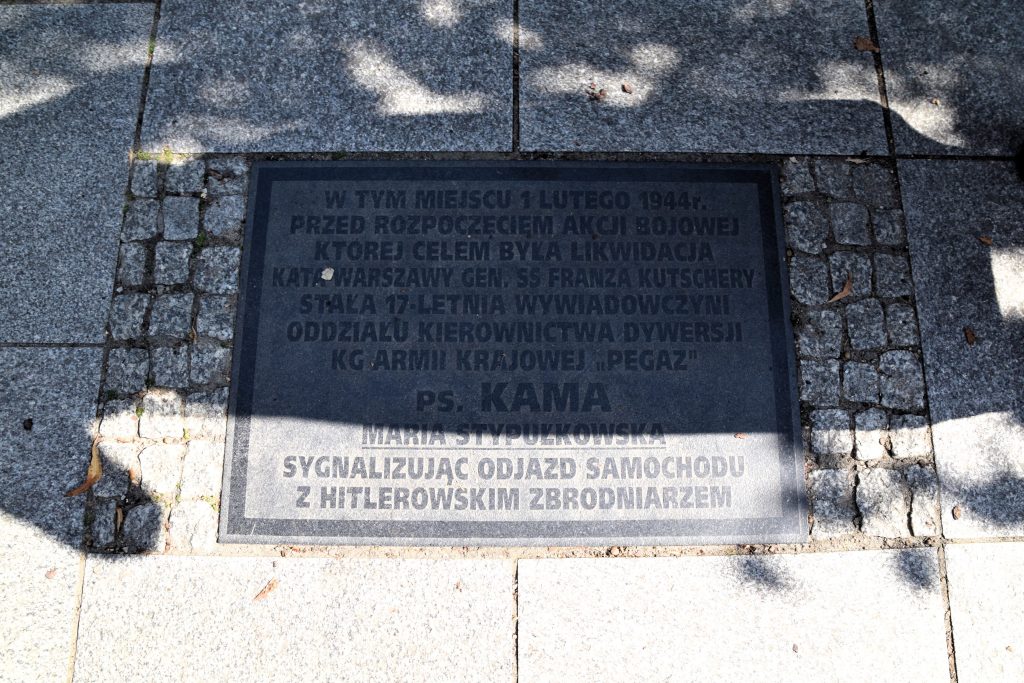 W TYM MIEJSCU 1 LUTEGO 1944r.
PRZED ROZPOCZĘCIEM AKCJI BOJOWEJ
KTÓREJ CELEM BYŁA LIKWIDACJA
KATA WARSZAWY GEN. SS FRANZA KUTSCHERY
STAŁA 17-LETNIA WYWIADOWCZYNI
ODDZIAŁU KIEROWNICTWA DYWERSJI
KG ARMII KRAJOWEJ „PEGAZ"
PS. KAMA
MARIA STYPUŁKOWSKA
SYGNALIZUJĄC ODJAZD SAMOCHODU
Z HITLEROWSKIM ZBRODNIARZEM